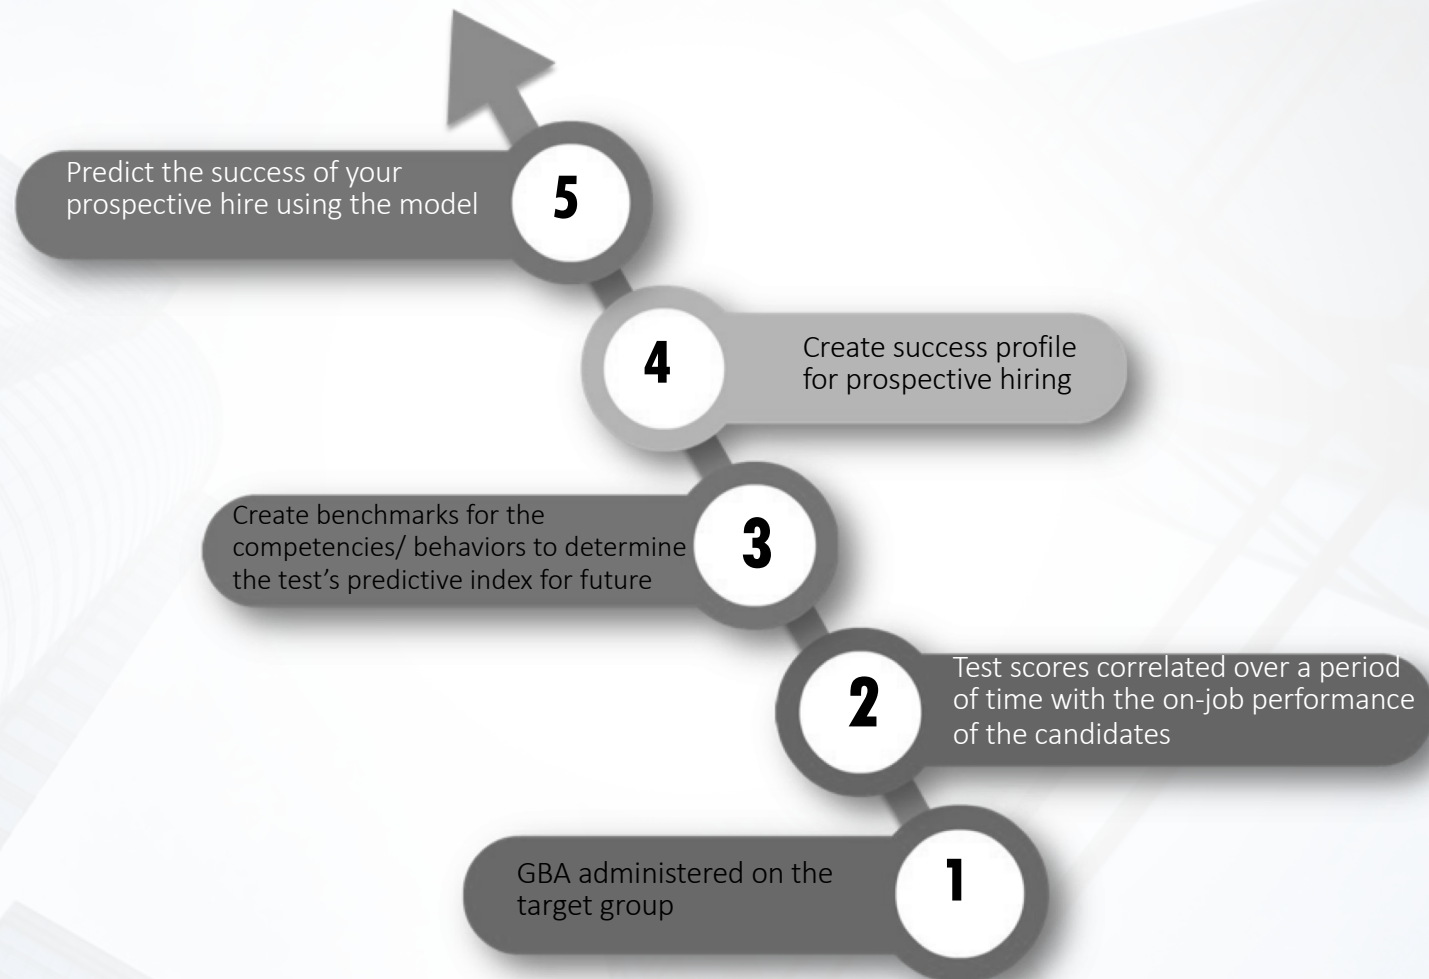 Predict the success of your
prospective hire using the model
5
4
Create success profile
for prospective hiring
Create benchmarks for the
competencies/ behaviors to determine
the test's predictive index for future
3
2
Test scores correlated over a period
of time with the on-job performance
of the candidates
GBA administered on the
target group
1